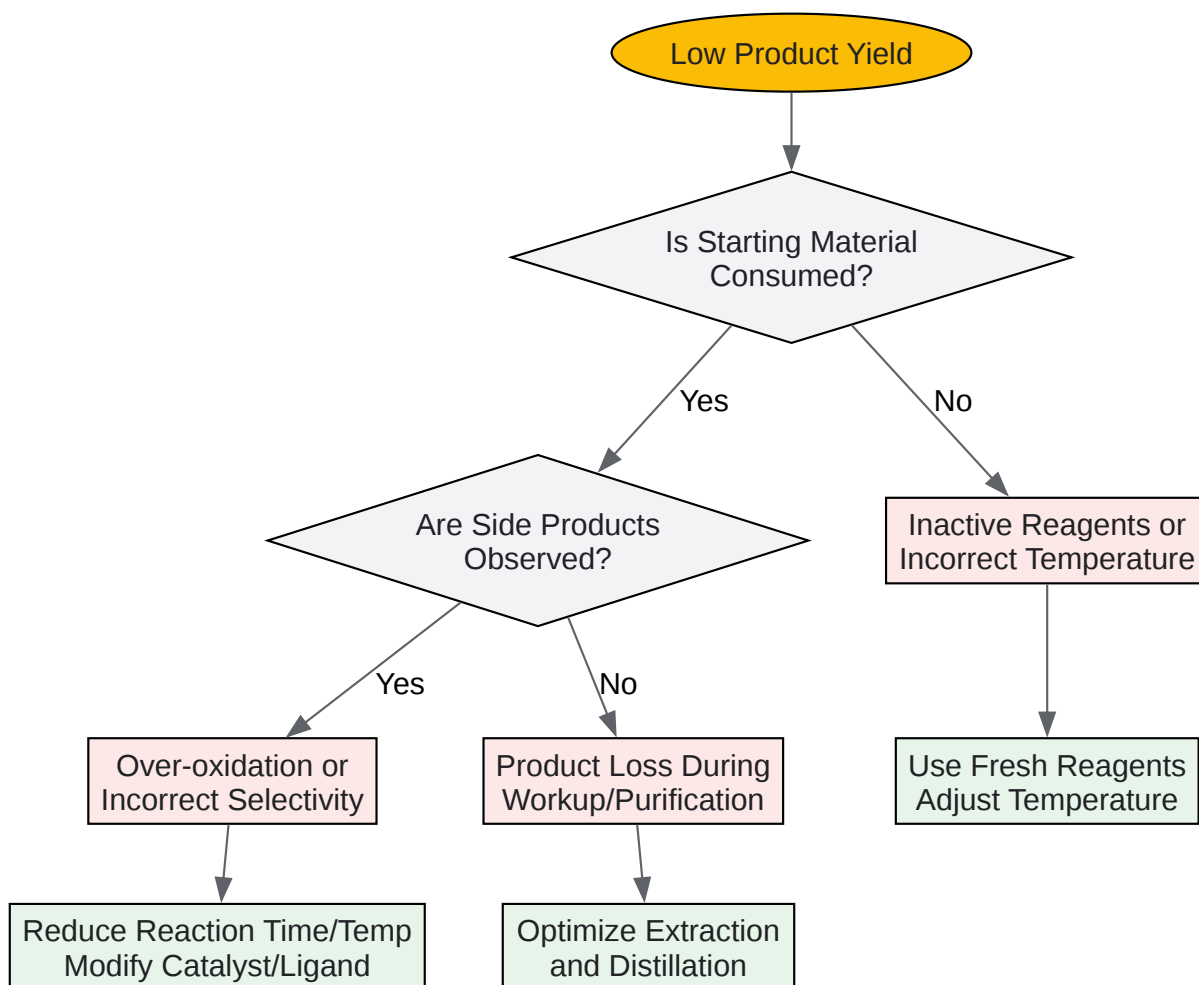 Low Product Yield
Is Starting Material
Consumed?
Yes
No
Are Side Products
Observed?
Inactive Reagents or
Incorrect Temperature
Yes
No
Over-oxidation or
Incorrect Selectivity
Product Loss During
Workup/Purification
Use Fresh Reagents
Adjust Temperature
Reduce Reaction Time/Temp
Modify Catalyst/Ligand
Optimize Extraction
and Distillation